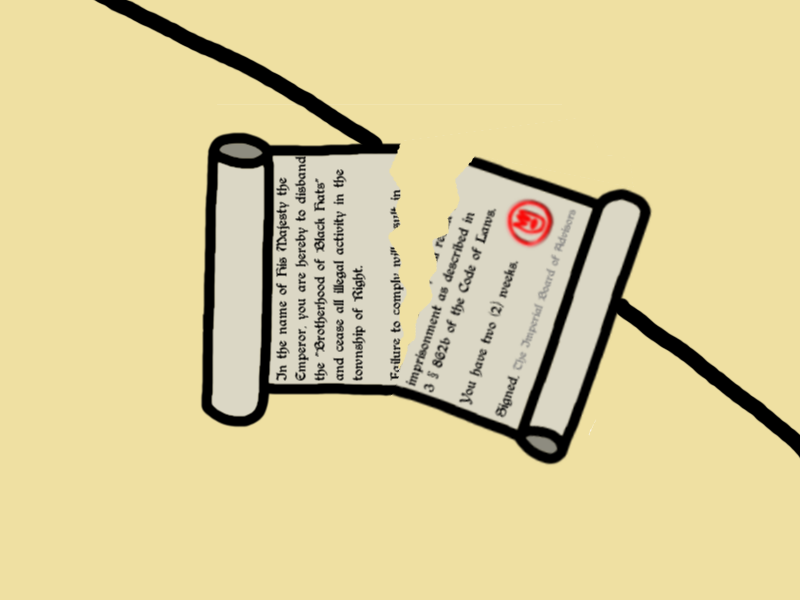 In the name of His Majesty the
Emperor, you are hereby to disband
the "Brotherhood of Black Hats"
and cease all illegal activity in the
township of Right.
Failure to comply in
imprisonment as described in
3 § 862b of the Code of Laws.
You have two (2) weeks.
Signed, The Imperial Board of Advisors